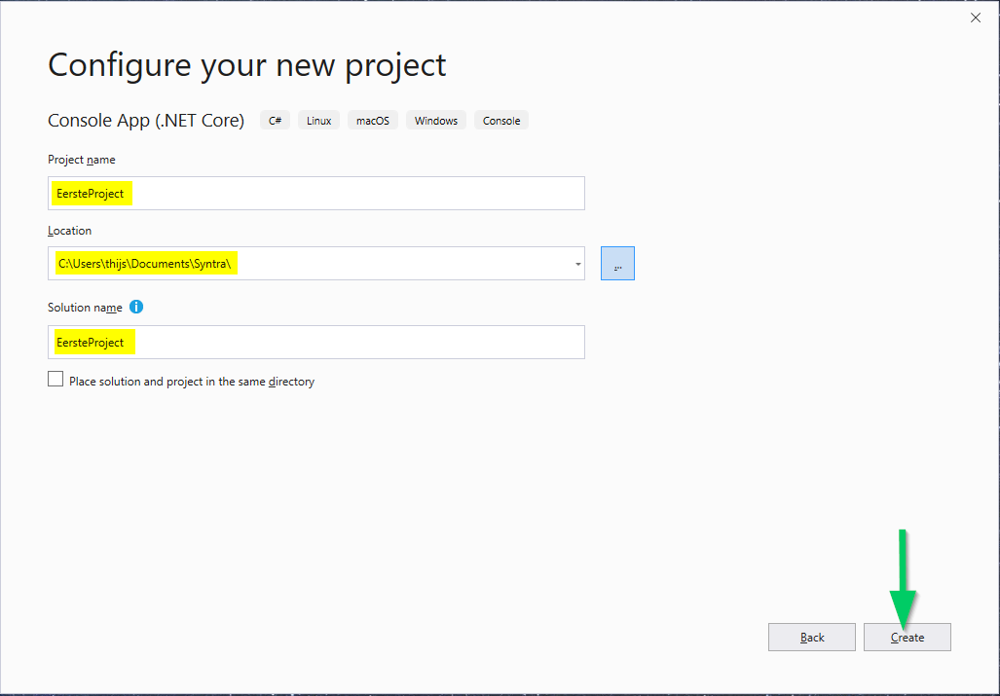 Configure your new project
Console App (.NET Core) C# Linux macOS Windows Console
Project name
EersteProject
Location
C:\Users\thijs\Documents\Syntra\
...
Solution name
EersteProject
Place solution and project in the same directory
Back Create